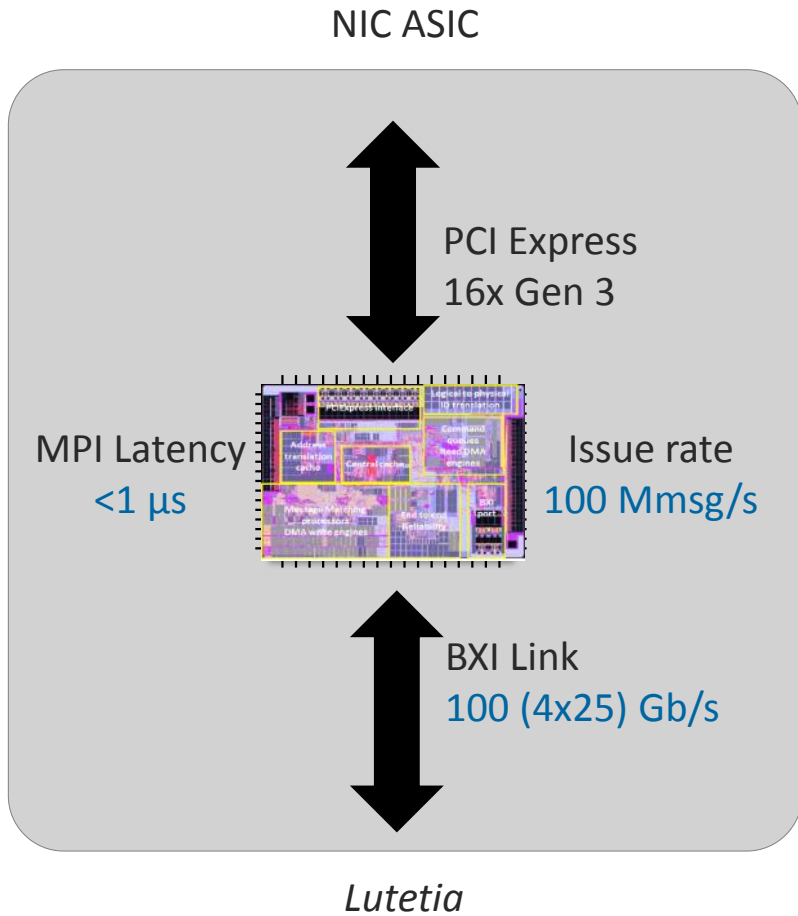 NIC ASIC
PCI Express
16x Gen 3
PCI Express interface
Logical to physical
ID translation
Address
translation
cache
Central cache
Command
queues
Read DMA
engines
MPI Latency
<1 µs
Issue rate
100 Mmsg/s
Message Matching
processors
DMA write engines
End to end
Reliability
BXI
port
BXI Link
100 (4x25) Gb/s
Lutetia